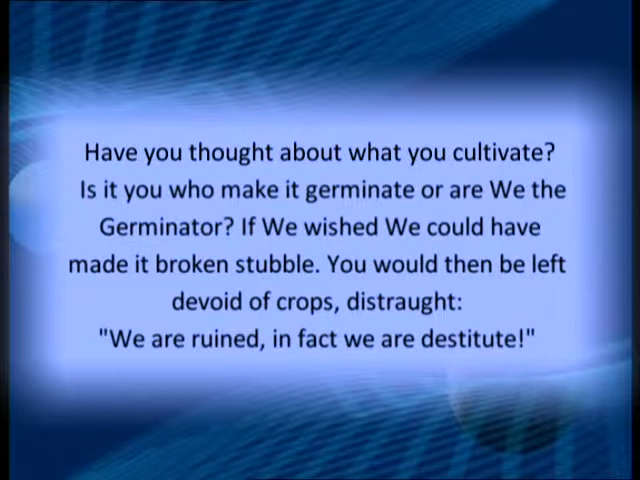 Have you thought about what you cultivate?
Is it you who make it germinate or are We the
Germinator? If We wished We could have
made it broken stubble. You would then be left
devoid of crops, distraught:
"We are ruined, in fact we are destitute!"